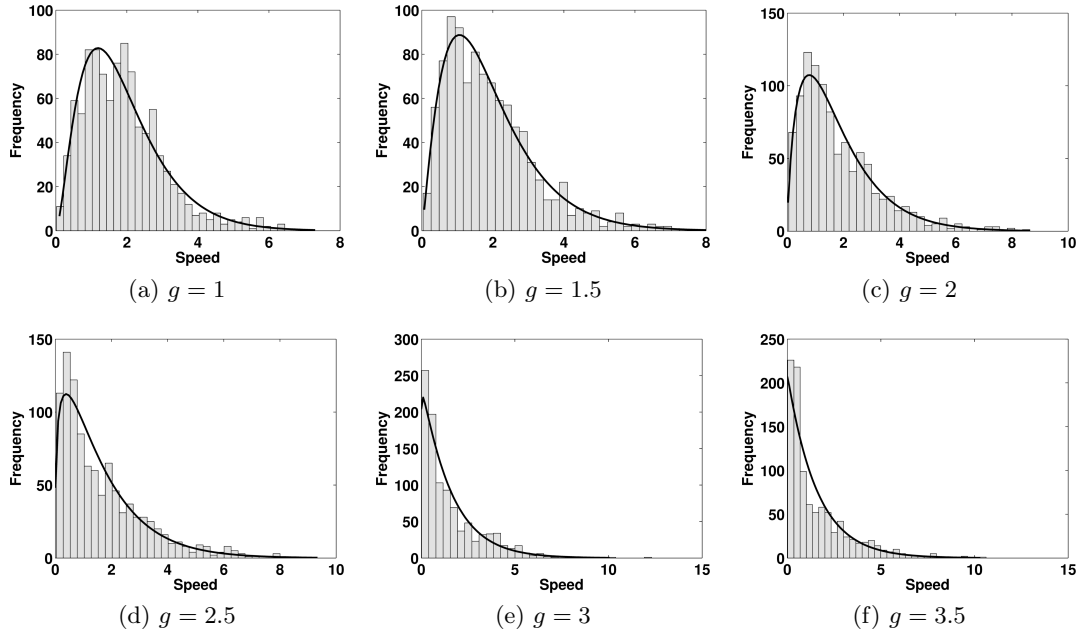 100
80
60
40
20
0
Frequency
0 2 4 6 8
Speed
(a) g = 1
100
80
60
40
20
0
Frequency
0 2 4 6 8
Speed
(b) g = 1.5
150
100
50
0
Frequency
0 2 4 6 8 10
Speed
(c) g = 2
150
100
50
0
Frequency
0 2 4 6 8 10
Speed
(d) g = 2.5
300
250
200
150
100
50
0
Frequency
0 5 10 15
Speed
(e) g = 3
250
200
150
100
50
0
Frequency
0 5 10 15
Speed
(f) g = 3.5